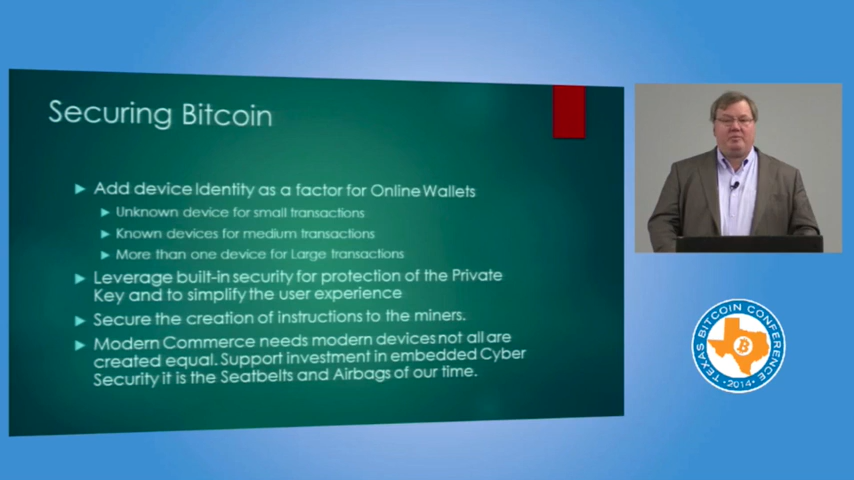 Securing Bitcoin
Add device Identity as a factor for Online Wallets
Unknown device for small transactions
Known devices for medium transactions
More than one device for Large transactions
Leverage built-in security for protection of the Private
Key and to simplify the user experience
Secure the creation of instructions to the miners.
Modern Commerce needs modern devices not all are
created equal. Support investment in embedded Cyber
Security it is the Seatbelts and Airbags of our time.
TEXAS BITCOIN CONFERENCE
2014